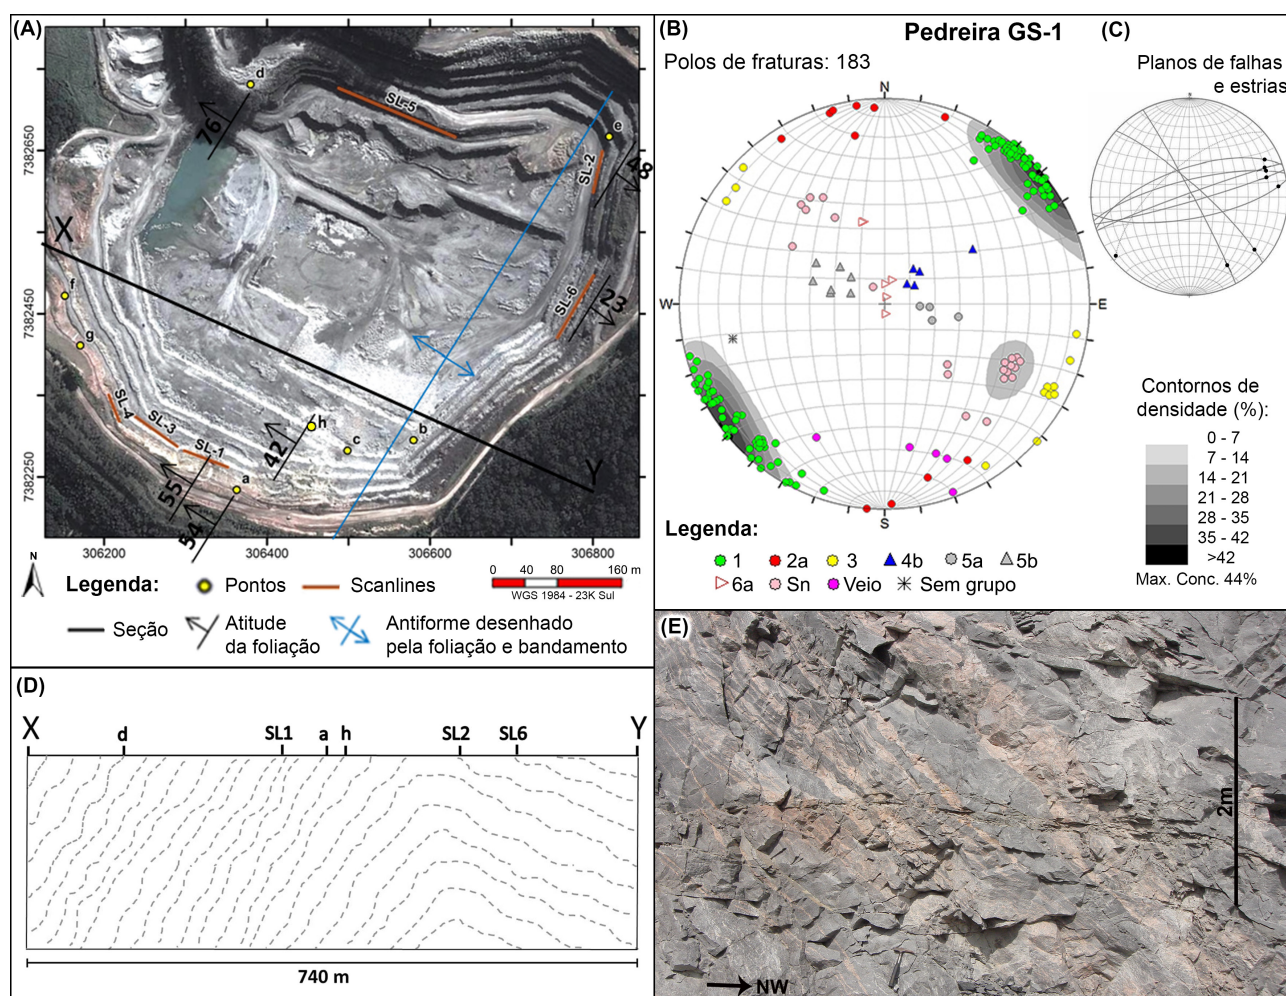 (A)
7382650
7382450
7382250
306200
306400
306600
306800
d
SL-5
e
76
SL-2
48
X
f
g
SL-6
23
SL-4
SL-3
SL-1
h
42
c
b
a
55
54
Y
N
Legenda:
Pontos
Scanlines
0 40 80 160 m
WGS 1984 - 23K Sul
Seção
Atitude
da foliação
Antiforme desenhado
pela foliação e bandamento
(B)
Pedreira GS-1
Polos de fraturas: 183
N
W
E
S
Legenda:
1
2a
3
4b
5a
5b
6a
Sn
Veio
Sem grupo
(C)
Planos de falhas
e estrias
Contornos de
densidade (%):
0 - 7
7 - 14
14 - 21
21 - 28
28 - 35
35 - 42
>42
Max. Conc. 44%
(D)
X
d
SL1
a
h
SL2
SL6
Y
740 m
(E)
2m
NW